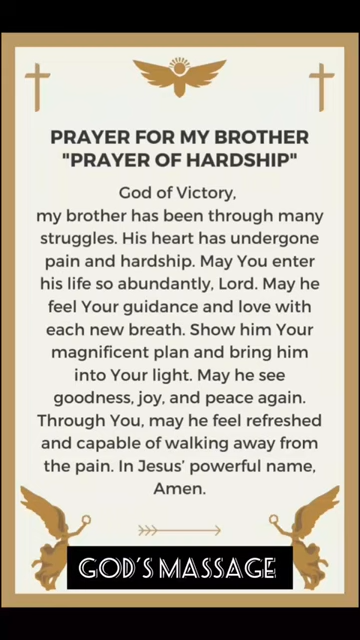 PRAYER FOR MY BROTHER
"PRAYER OF HARDSHIP"
God of Victory,
my brother has been through many
struggles. His heart has undergone
pain and hardship. May You enter
his life so abundantly, Lord. May he
feel Your guidance and love with
each new breath. Show him Your
magnificent plan and bring him
into Your light. May he see
goodness, joy, and peace again.
Through You, may he feel refreshed
and capable of walking away from
the pain. In Jesus' powerful name,
Amen.
GOD'S MASSAGE